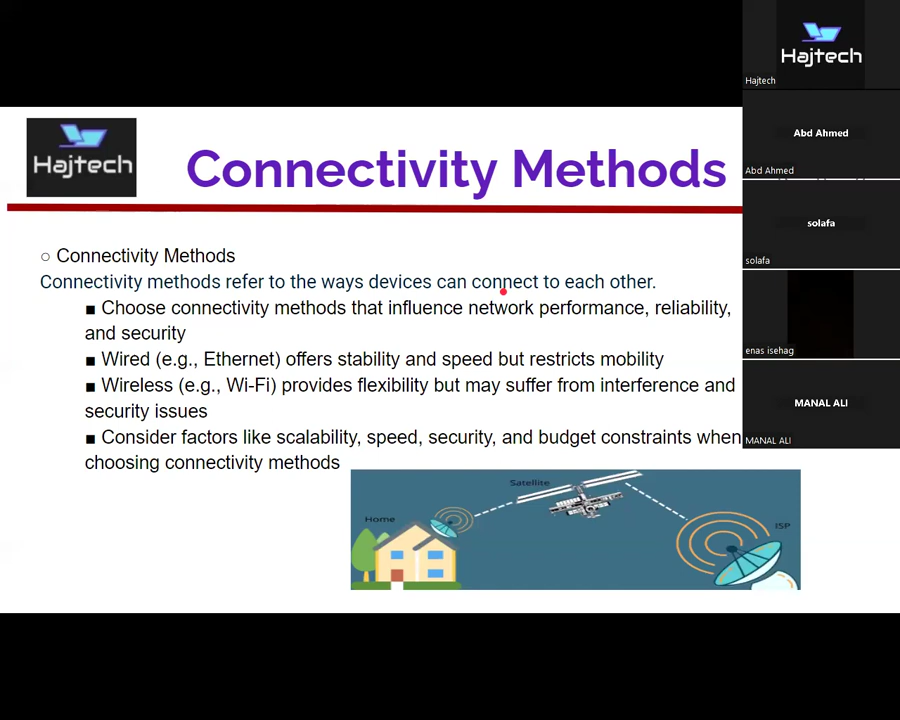 Hajtech
Hajtech
Hajtech
Connectivity Methods
Abd Ahmed
Abd Ahmed
solafa
solafa
enas isehag
MANAL ALI
MANAL ALI
○ Connectivity Methods
Connectivity methods refer to the ways devices can connect to each other.
■ Choose connectivity methods that influence network performance, reliability,
and security
■ Wired (e.g., Ethernet) offers stability and speed but restricts mobility
■ Wireless (e.g., Wi-Fi) provides flexibility but may suffer from interference and
security issues
■ Consider factors like scalability, speed, security, and budget constraints when
choosing connectivity methods
Satellite
Home
ISP